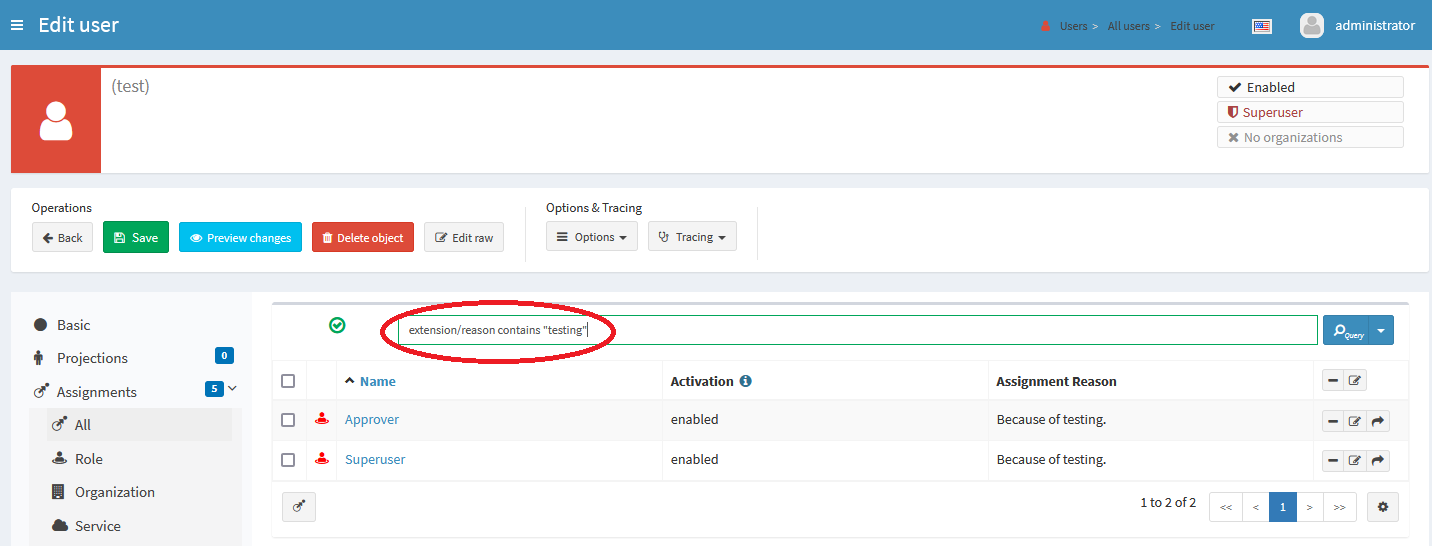 Edit user
Users > All users > Edit user
administrator
(test)
Enabled
Superuser
No organizations
Operations
Options & Tracing
Back Save Preview changes Delete object Edit raw Options Tracing
Basic
Projections 0
Assignments 5
All
Role
Organization
Service
extension/reason contains "testing"
Query
Name Activation Assignment Reason
Approver enabled Because of testing.
Superuser enabled Because of testing.
1 to 2 of 2 << < 1 > >>